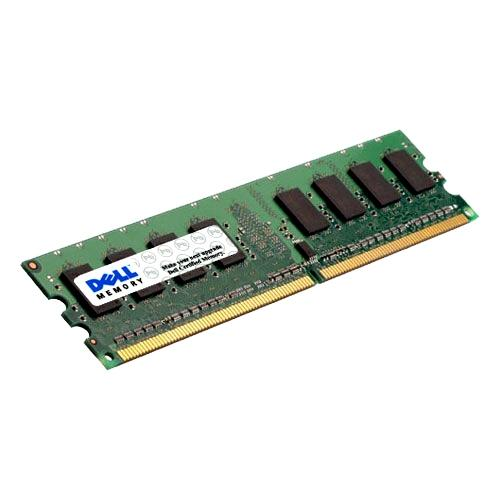 DELL
MEMORY
Make your next upgrade
Dell Certified Memory.